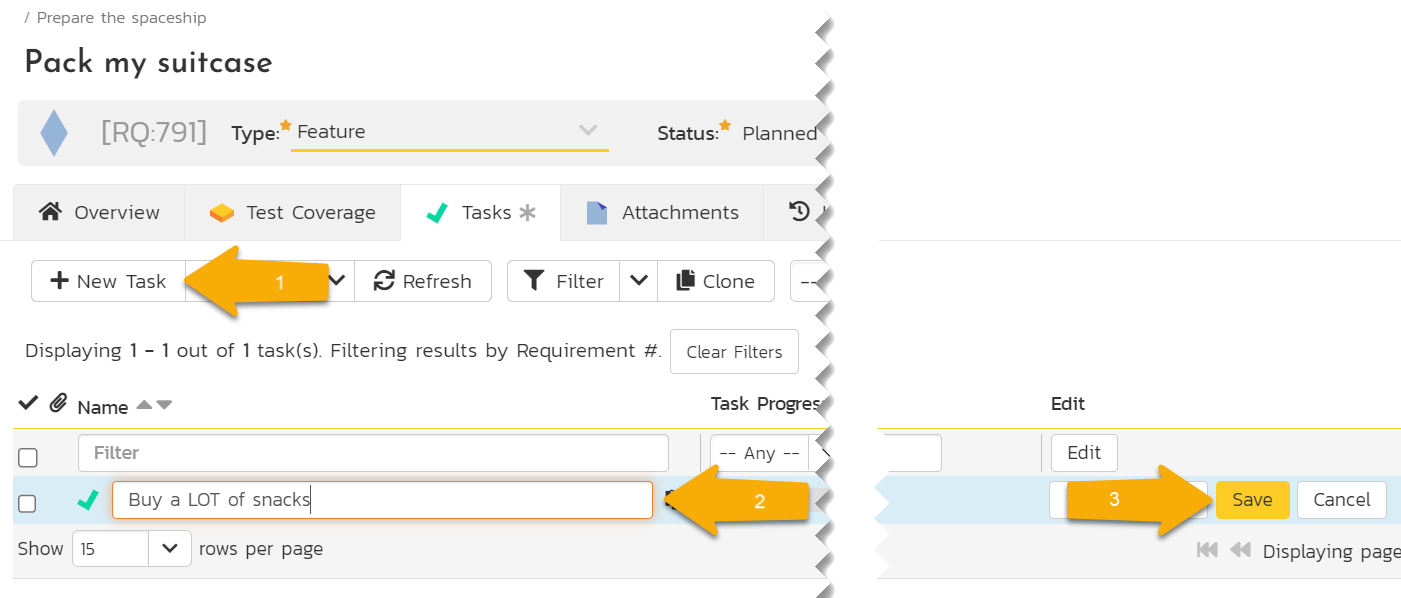 / Prepare the spaceship
Pack my suitcase
[RQ:791] Type: Feature Status: Planned
Overview Test Coverage Tasks Attachments
New Task 1 Refresh Filter Clone --
Displaying 1 - 1 out of 1 task(s). Filtering results by Requirement #. Clear Filters
Name Task Progres Edit
Filter -- Any -- Edit
Buy a LOT of snacks 2 3 Save Cancel
Show 15 rows per page Displaying page